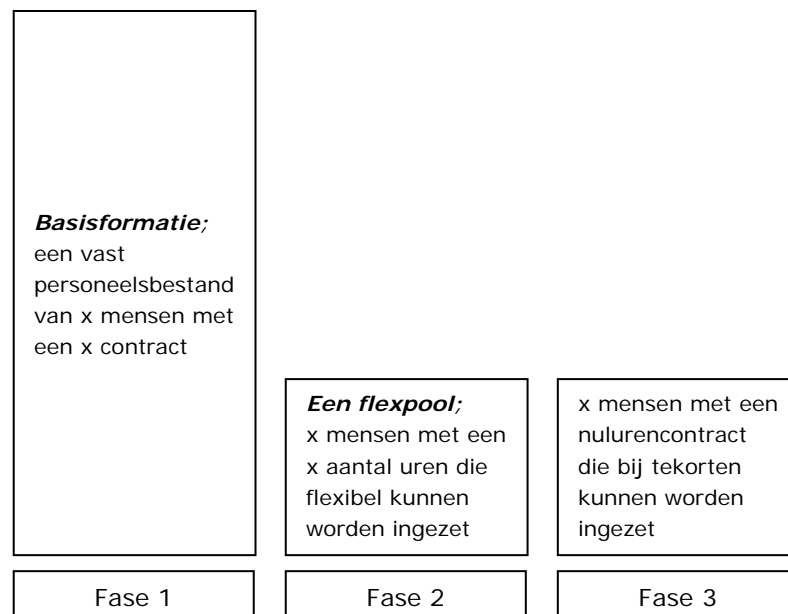 Basisformatie;
een vast
personeelsbestand
van x mensen met
een x contract
Een flexpool;
x mensen met een
x aantal uren die
flexibel kunnen
worden ingezet
x mensen met een
nulurencontract
die bij tekorten
kunnen worden
ingezet
Fase 1
Fase 2
Fase 3